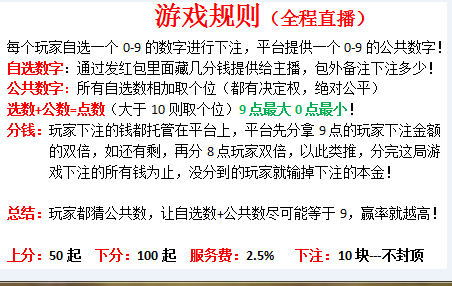 游戏规则（全程直播）
每个玩家自选一个 0-9 的数字进行下注，平台提供一个 0-9 的公共数字！
自选数字：通过发红包里面藏几分钱提供给主播，包外备注下注多少！
公共数字：所有自选数相加取个位（都有决定权，绝对公平）
选数+公数=点数（大于 10 则取个位）9 点最大 0 点最小！
分钱：玩家下注的钱都托管在平台上，平台先分拿 9 点的玩家下注金额
的双倍，如还有剩，再分 8 点玩家双倍，以此类推，分完这局游
戏下注的所有钱为止，没分到的玩家就输掉下注的本金！
总结：玩家都猜公共数，让自选数+公共数尽可能等于 9，赢率就越高！
上分：50 起 下分：100 起 服务费：2.5% 下注：10 块---不封顶